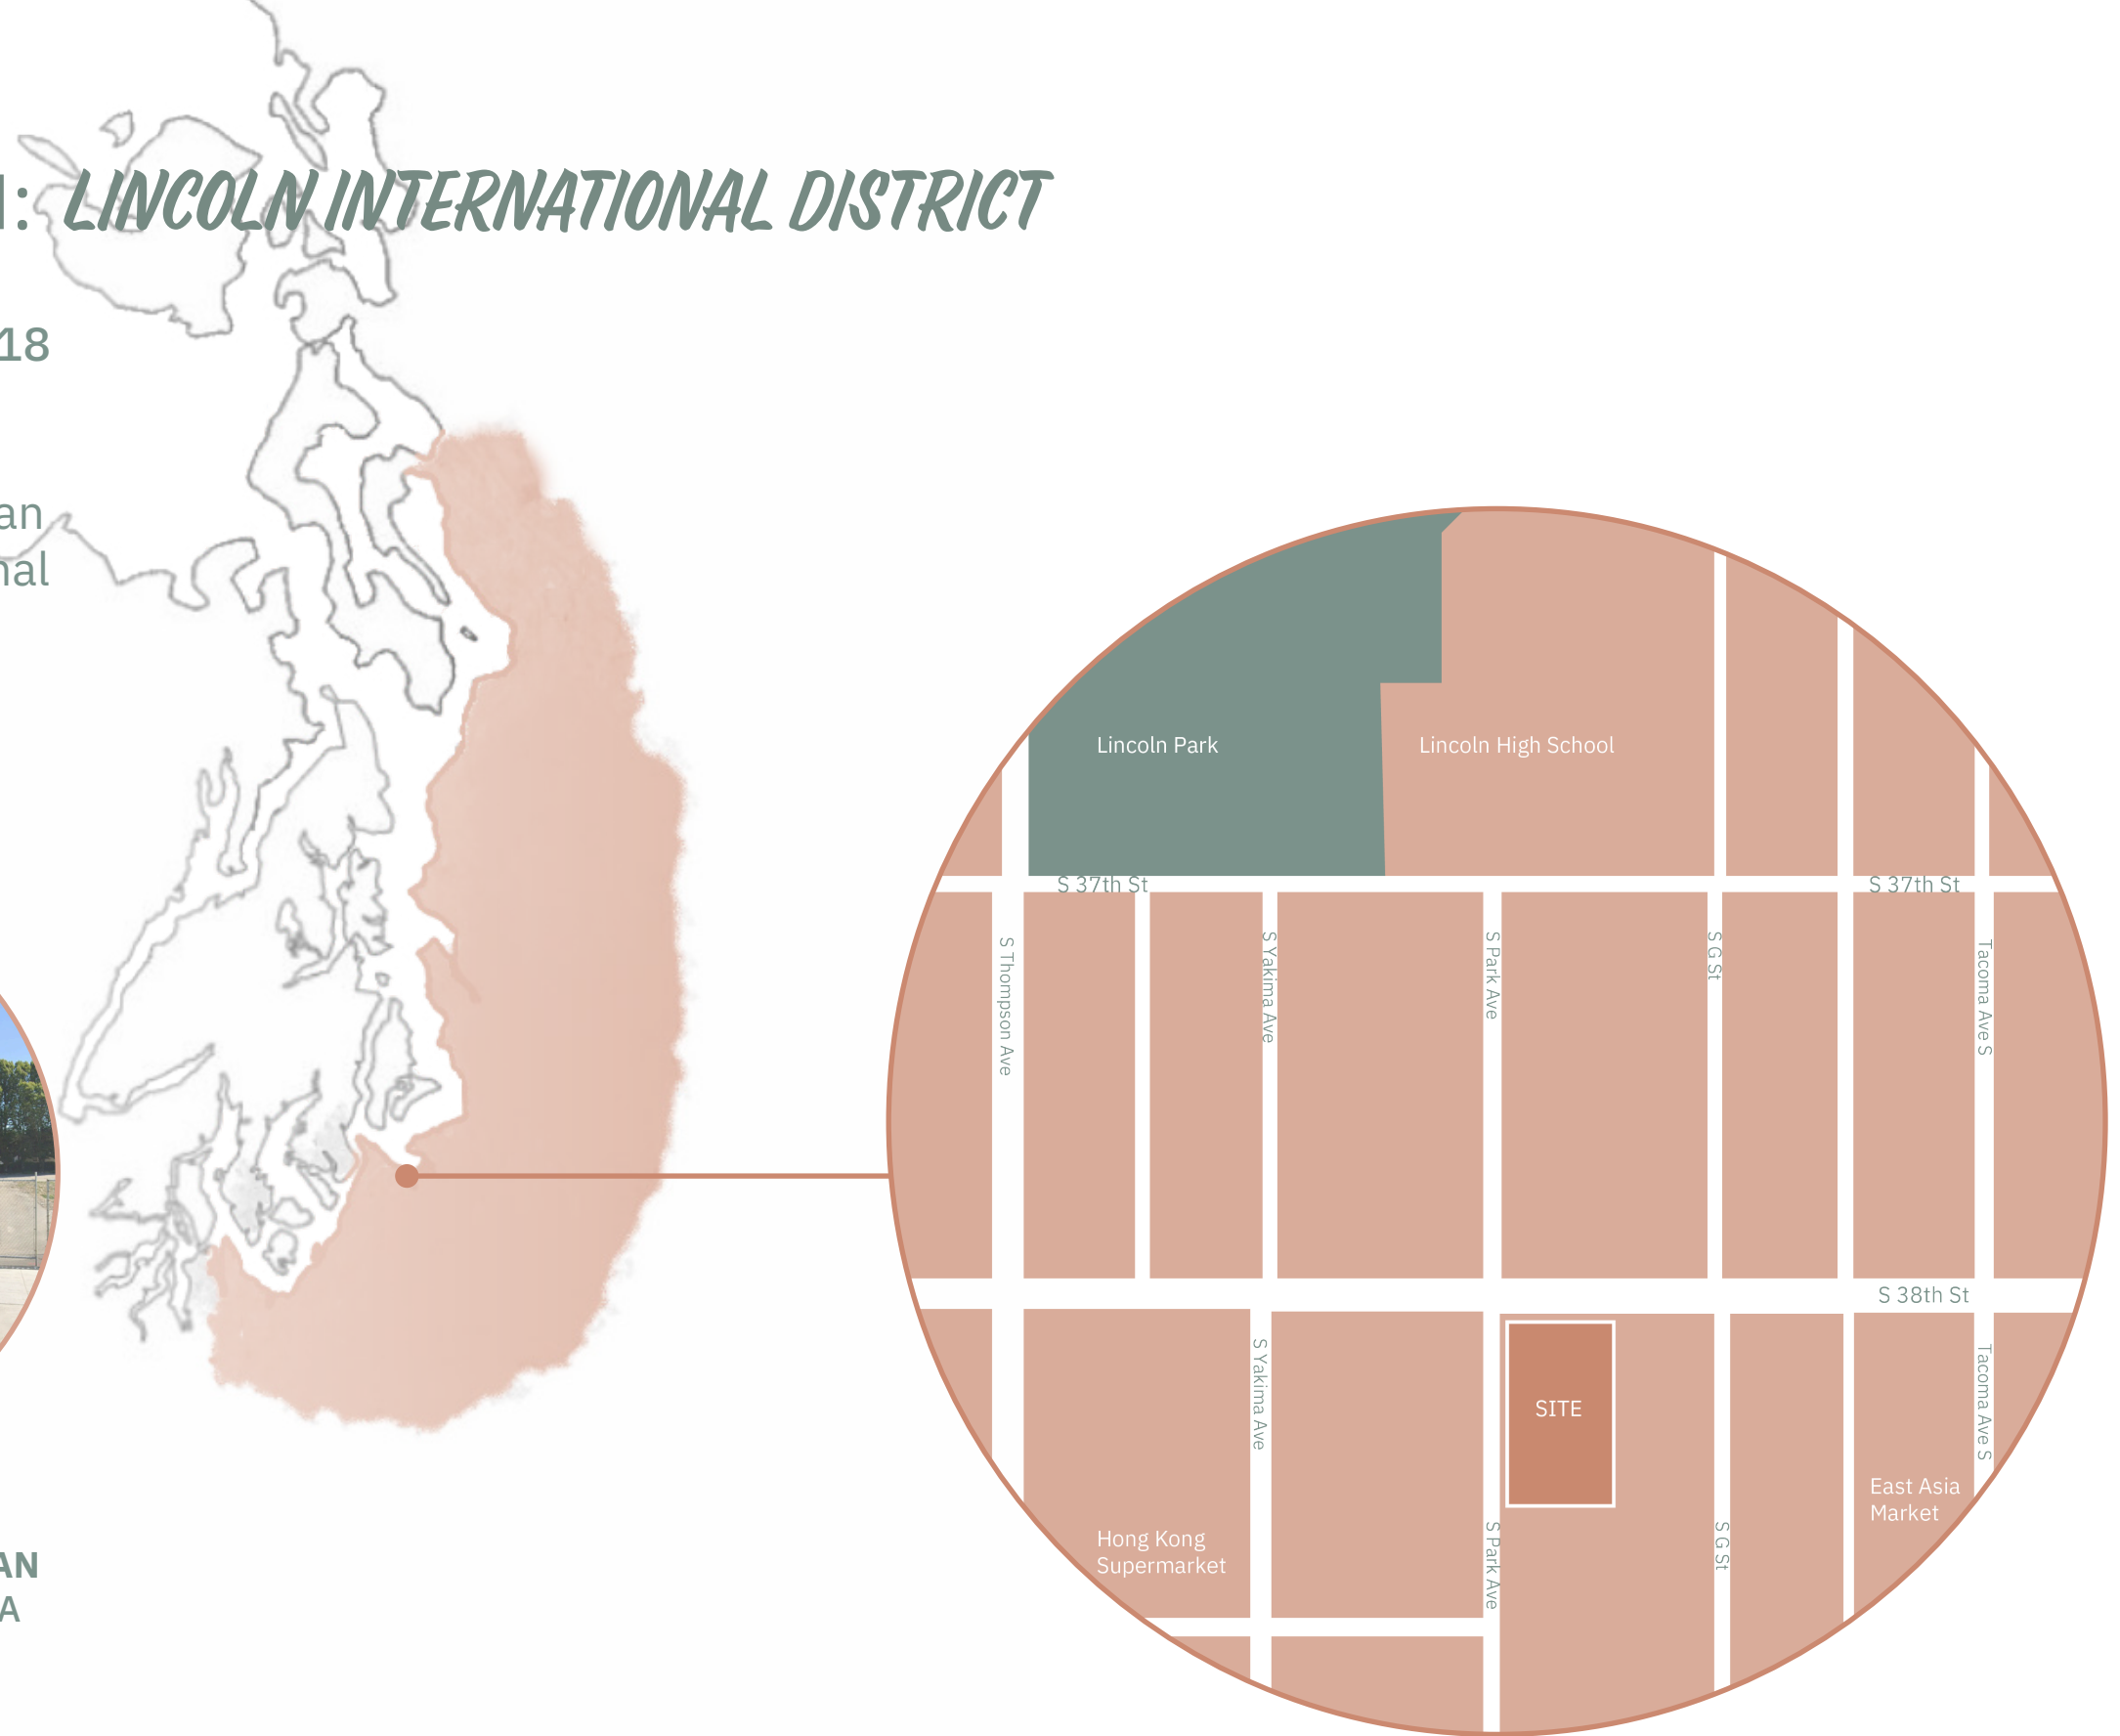 : LINCOLN INTERNATIONAL DISTRICT
18
an
nal
Lincoln Park
Lincoln High School
S 37th St
S 37th St
S Thompson Ave
S Yakima Ave
S Park Ave
S G St
Tacoma Ave S
S 38th St
S Yakima Ave
SITE
Tacoma Ave S
East Asia
Market
Hong Kong
Supermarket
S Park Ave
S G St
AN
A